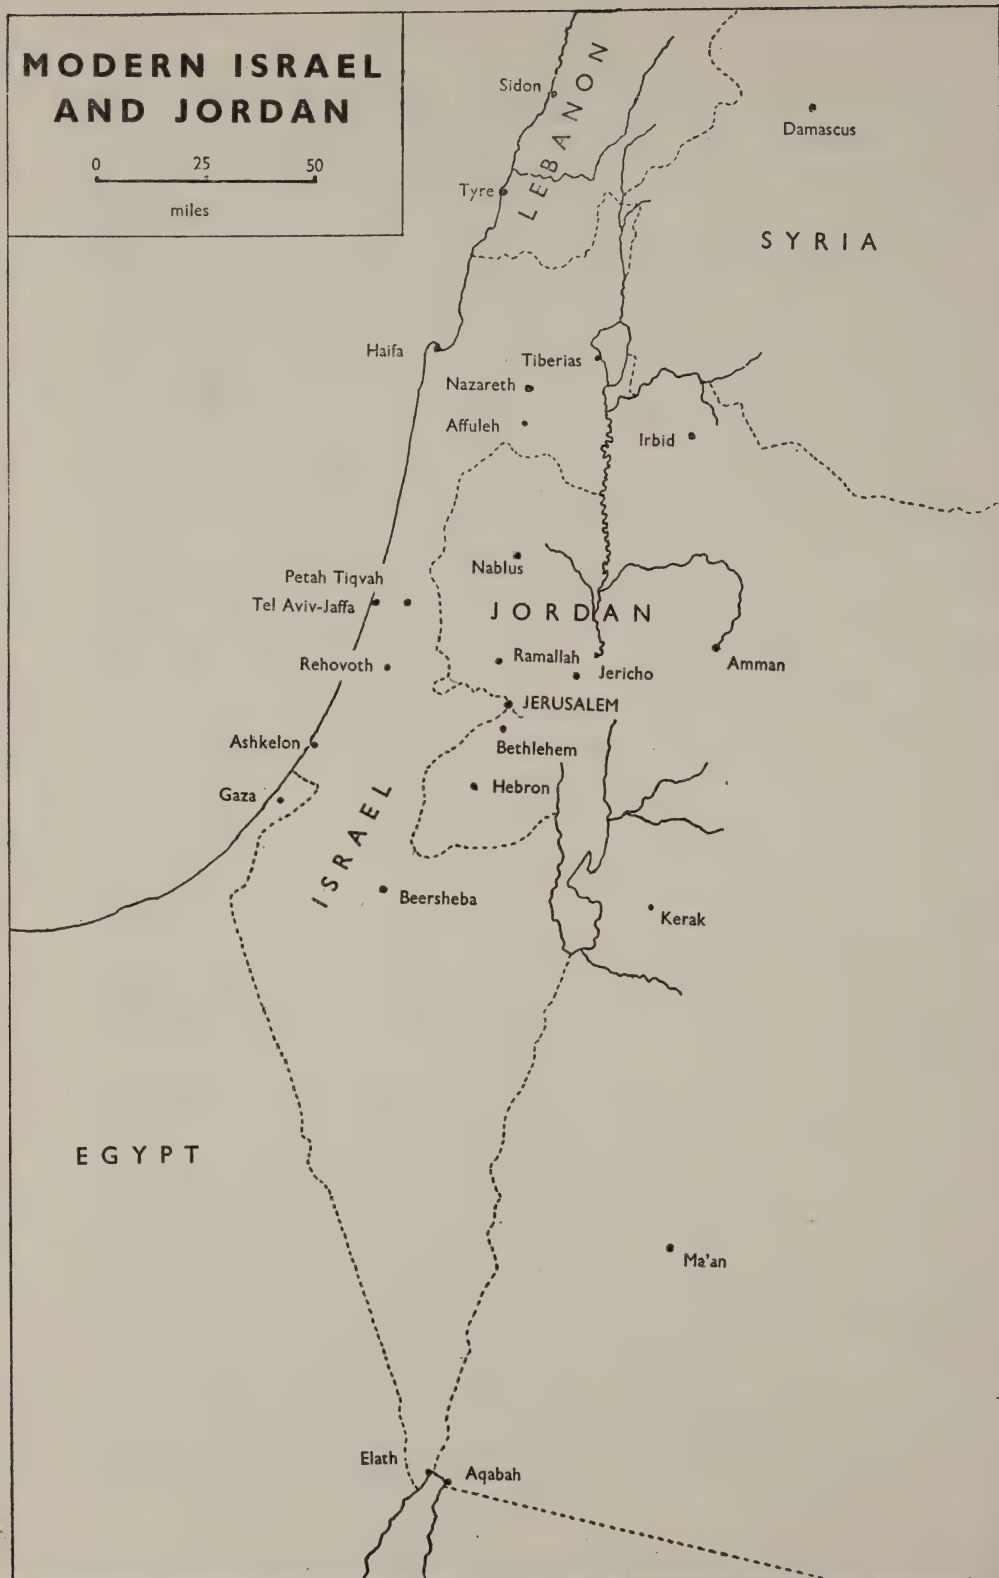 MODERN ISRAEL
AND JORDAN
0 25 50
miles
Sidon
LEBANON
Damascus
Tyre
SYRIA
Haifa
Tiberias
Nazareth
Affuleh
Irbid
Nablus
Petah Tiqvah
Tel Aviv-Jaffa
JORDAN
Rehovoth
Ramallah
Jericho
Amman
JERUSALEM
Ashkelon
Bethlehem
Gaza
Hebron
ISRAEL
Beersheba
Kerak
EGYPT
Ma'an
Elath
Aqabah